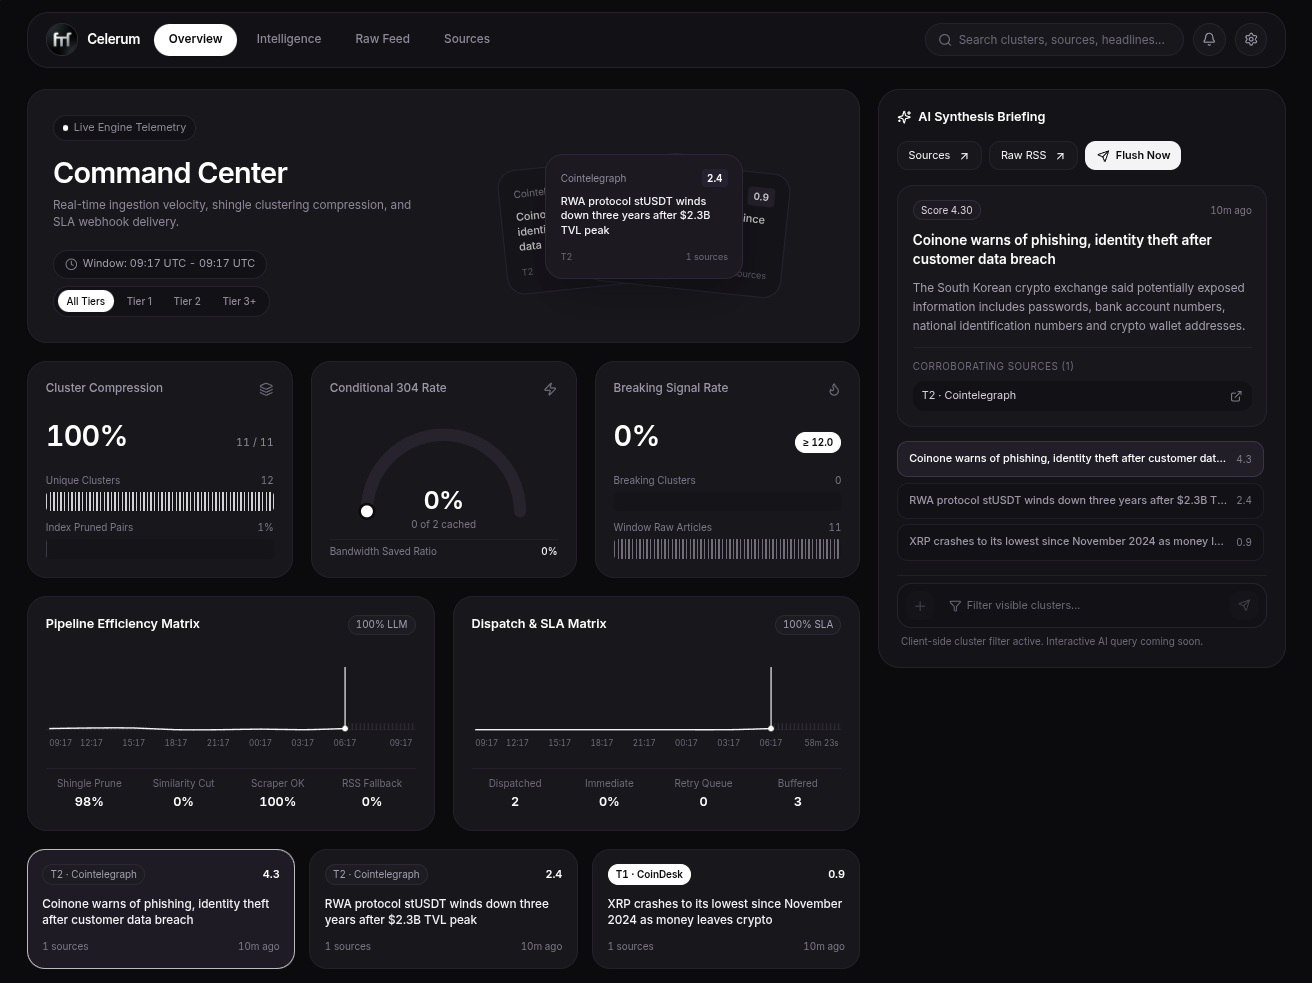 Celerum
Overview
Intelligence
Raw Feed
Sources
Search clusters, sources, headlines...
Live Engine Telemetry
Command Center
Real-time ingestion velocity, shingle clustering compression, and
SLA webhook delivery.
Window: 09:17 UTC - 09:17 UTC
All Tiers
Tier 1
Tier 2
Tier 3+
Cointelegraph
2.4
RWA protocol stUSDT winds
down three years after $2.3B
TVL peak
T2
1 sources
T2
0.9
Cluster Compression
100%
11 / 11
Unique Clusters
12
Index Pruned Pairs
1%
Conditional 304 Rate
0%
0 of 2 cached
Bandwidth Saved Ratio
0%
Breaking Signal Rate
0%
≥ 12.0
Breaking Clusters
0
Window Raw Articles
11
Pipeline Efficiency Matrix
100% LLM
09:17 12:17 15:17 18:17 21:17 00:17 03:17 06:17 09:17
Shingle Prune
98%
Similarity Cut
0%
Scraper OK
100%
RSS Fallback
0%
Dispatch & SLA Matrix
100% SLA
09:17 12:17 15:17 18:17 21:17 00:17 03:17 06:17 58m 23s
Dispatched
2
Immediate
0%
Retry Queue
0
Buffered
3
T2 · Cointelegraph
4.3
Coinone warns of phishing, identity theft
after customer data breach
1 sources
10m ago
T2 · Cointelegraph
2.4
RWA protocol stUSDT winds down three
years after $2.3B TVL peak
1 sources
10m ago
T1 · CoinDesk
0.9
XRP crashes to its lowest since November
2024 as money leaves crypto
1 sources
10m ago
AI Synthesis Briefing
Sources
Raw RSS
Flush Now
Score 4.30
10m ago
Coinone warns of phishing, identity theft after
customer data breach
The South Korean crypto exchange said potentially exposed
information includes passwords, bank account numbers,
national identification numbers and crypto wallet addresses.
CORROBORATING SOURCES (1)
T2 · Cointelegraph
Coinone warns of phishing, identity theft after customer dat...
4.3
RWA protocol stUSDT winds down three years after $2.3B T...
2.4
XRP crashes to its lowest since November 2024 as money l...
0.9
Filter visible clusters...
Client-side cluster filter active. Interactive AI query coming soon.